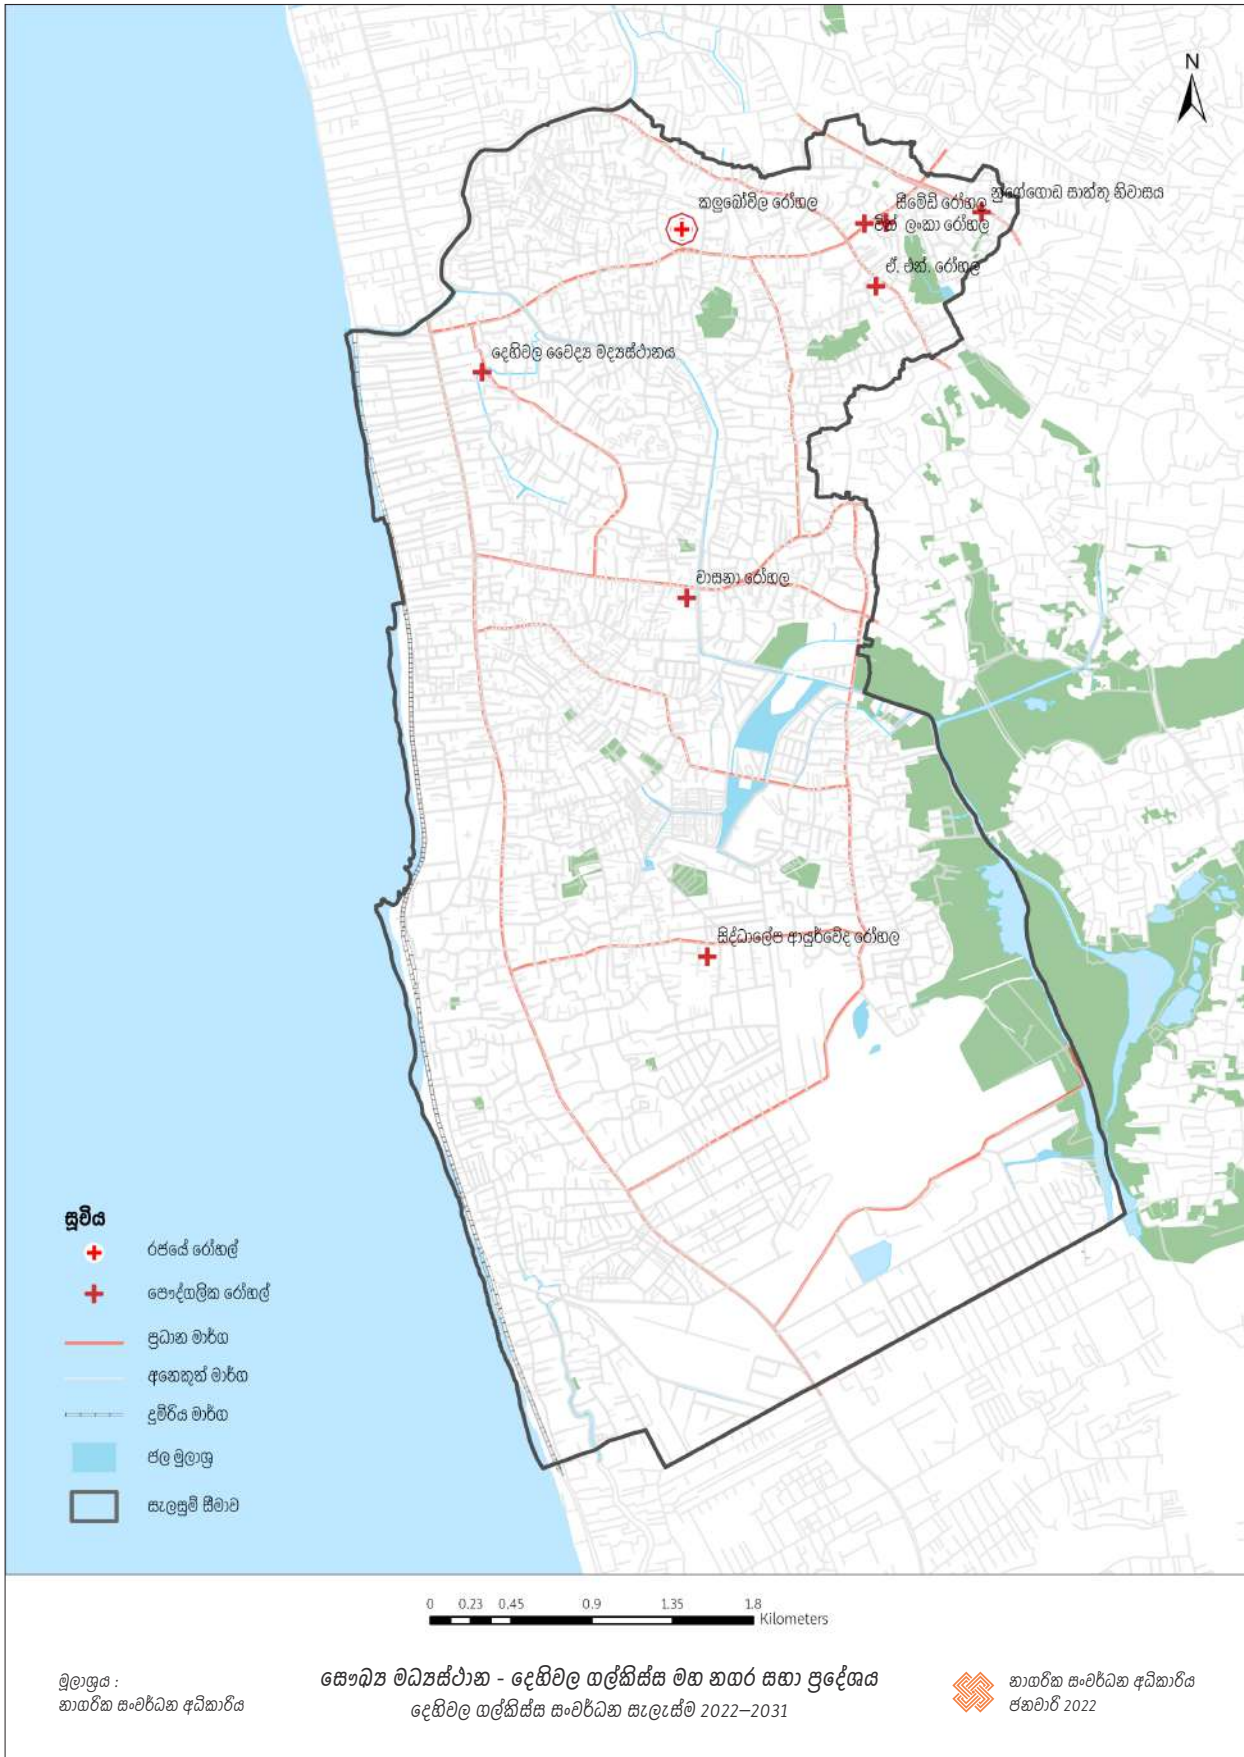 N
නුගේගොඩ සාත්තු නිවාසය
කලුබෝවිල රෝහල
සීමෙඩ් රෝහල
ලංකා රෝහල
ඒ. එන්. රෝහල
දෙහිවල වෛද්‍ය මද්‍යස්ථානය
වාසනා රෝහල
සිද්ධාලේප ආයුර්වේද රෝහල
සූචිය
රජයේ රෝහල්
පෞද්ගලික රෝහල්
ප්‍රධාන මාර්ග
අනෙකුත් මාර්ග
දුම්රිය මාර්ග
ජල මූලාශ්‍ර
සැලසුම් සීමාව
0 0.23 0.45 0.9 1.35 1.8
Kilometers
මූලාශ්‍රය :
නාගරික සංවර්ධන අධිකාරිය
සෞඛ්‍ය මධ්‍යස්ථාන - දෙහිවල ගල්කිස්ස මහ නගර සභා ප්‍රදේශය
දෙහිවල ගල්කිස්ස සංවර්ධන සැලැස්ම 2022–2031
නාගරික සංවර්ධන අධිකාරිය
ජනවාරි 2022